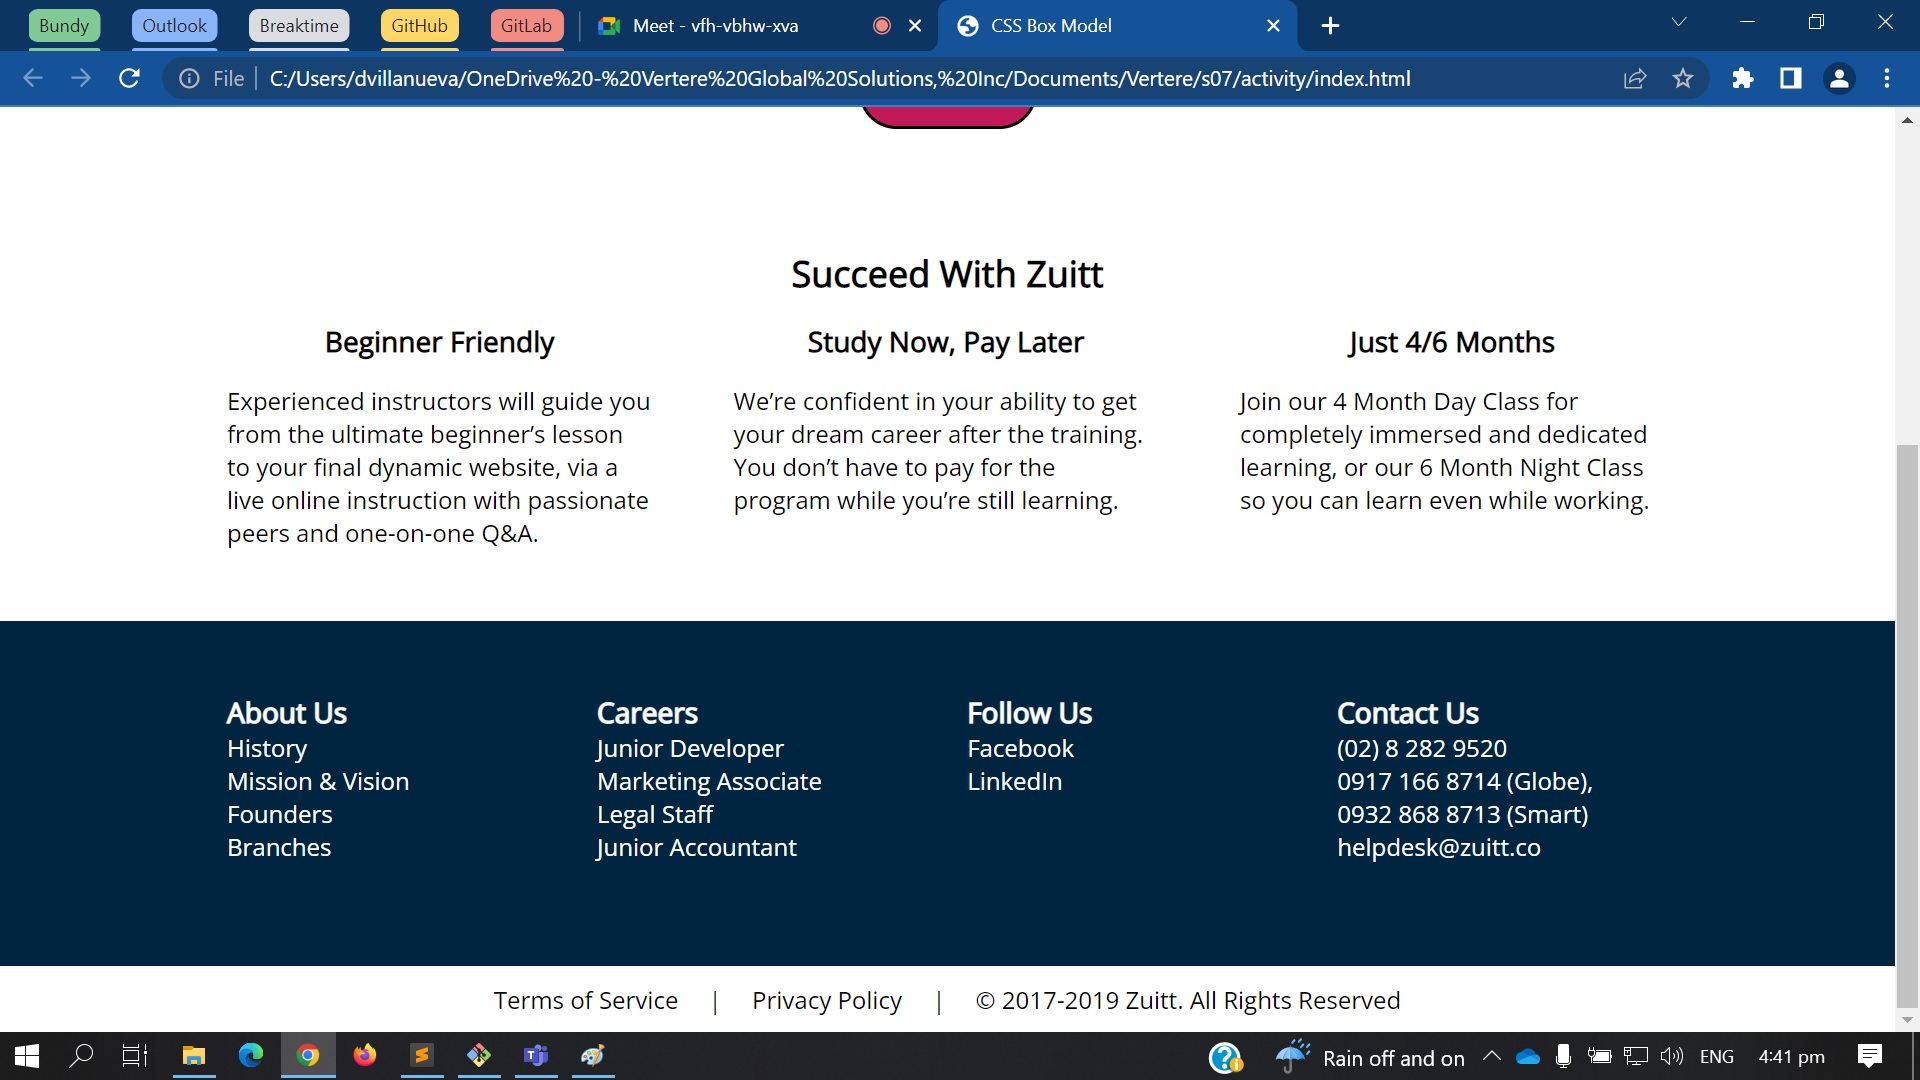 Bundy
Outlook
Breaktime
GitHub
GitLab
Meet - vfh-vbhw-xva
CSS Box Model
File
C:/Users/dvillanueva/OneDrive%20-%20Vertere%20Global%20Solutions,%20Inc/Documents/Vertere/s07/activity/index.html
Succeed With Zuitt
Beginner Friendly
Experienced instructors will guide you
from the ultimate beginner’s lesson
to your final dynamic website, via a
live online instruction with passionate
peers and one-on-one Q&A.
Study Now, Pay Later
We’re confident in your ability to get
your dream career after the training.
You don’t have to pay for the
program while you’re still learning.
Just 4/6 Months
Join our 4 Month Day Class for
completely immersed and dedicated
learning, or our 6 Month Night Class
so you can learn even while working.
About Us
History
Mission & Vision
Founders
Branches
Careers
Junior Developer
Marketing Associate
Legal Staff
Junior Accountant
Follow Us
Facebook
LinkedIn
Contact Us
(02) 8 282 9520
0917 166 8714 (Globe),
0932 868 8713 (Smart)
helpdesk@zuitt.co
Terms of Service | Privacy Policy | © 2017-2019 Zuitt. All Rights Reserved
Rain off and on
ENG
4:41 pm